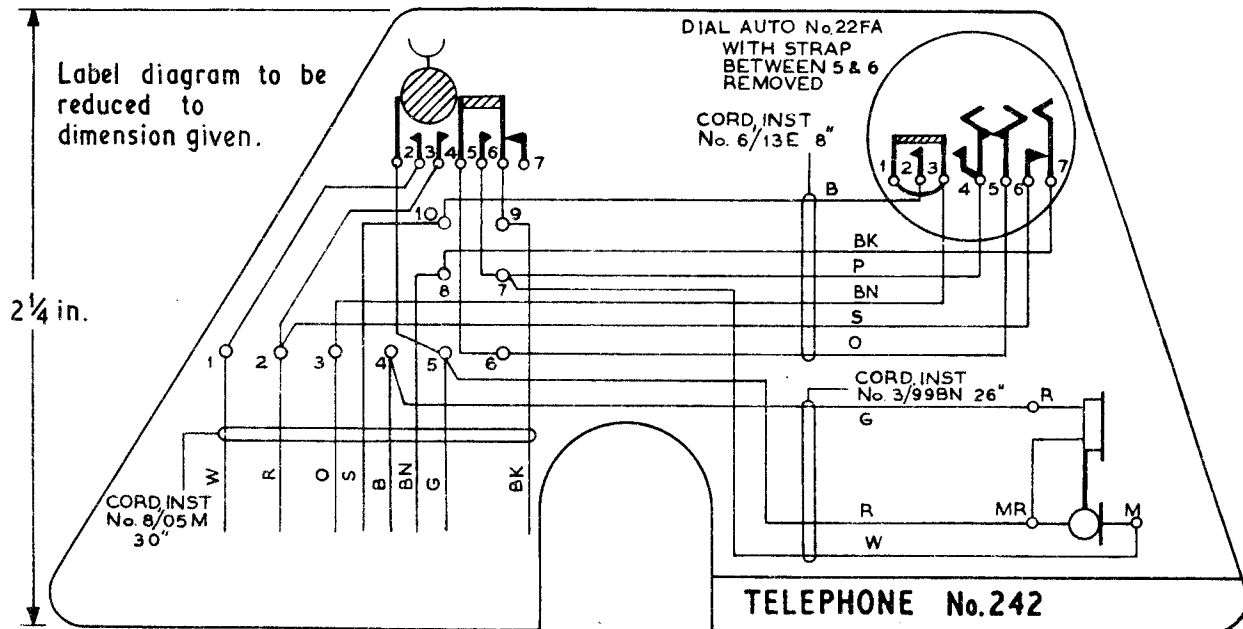 DIAL AUTO No.22FA
WITH STRAP
BETWEEN 5 & 6
REMOVED
Label diagram to be
reduced to
dimension given.
CORD, INST
No. 6/13E 8"
2 3 4 5 6 7
1 2 3 4 5 6 7
B
10 9
BK
8 7
P
BN
2¼ in.
S
O
1 2 3 4 5 6
CORD, INST
No. 3/99BN 26"
R
G
W R O S B BN G BK
CORD, INST
No. 8/05M
30"
R MR M
W
TELEPHONE No.242